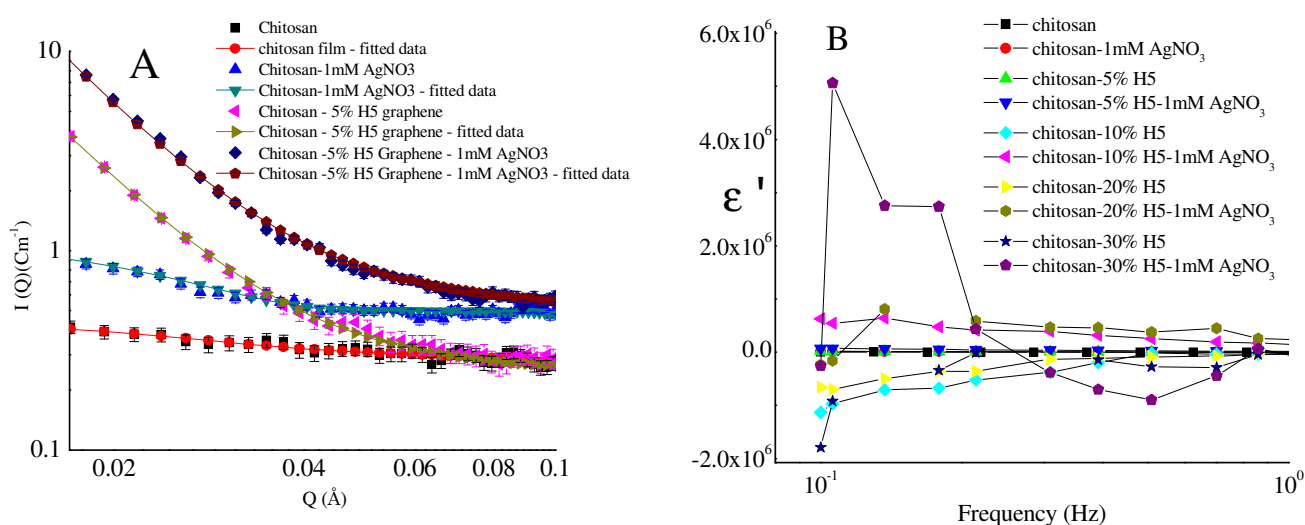 A
Chitosan
chitosan film - fitted data
Chitosan-1mM AgNO3
Chitosan-1mM AgNO3 - fitted data
Chitosan - 5% H5 graphene
Chitosan - 5% H5 graphene - fitted data
Chitosan -5% H5 Graphene - 1mM AgNO3
Chitosan -5% H5 Graphene - 1mM AgNO3 - fitted data
10
1
0.1
I (Q)(Cm⁻¹)
0.02 0.04 0.06 0.08 0.1
Q (Å)
B
chitosan
chitosan-1mM AgNO₃
chitosan-5% H5
chitosan-5% H5-1mM AgNO₃
chitosan-10% H5
chitosan-10% H5-1mM AgNO₃
chitosan-20% H5
chitosan-20% H5-1mM AgNO₃
chitosan-30% H5
chitosan-30% H5-1mM AgNO₃
6.0x10⁶
4.0x10⁶
2.0x10⁶
0.0
-2.0x10⁶
ε '
10⁻¹ 10⁰
Frequency (Hz)